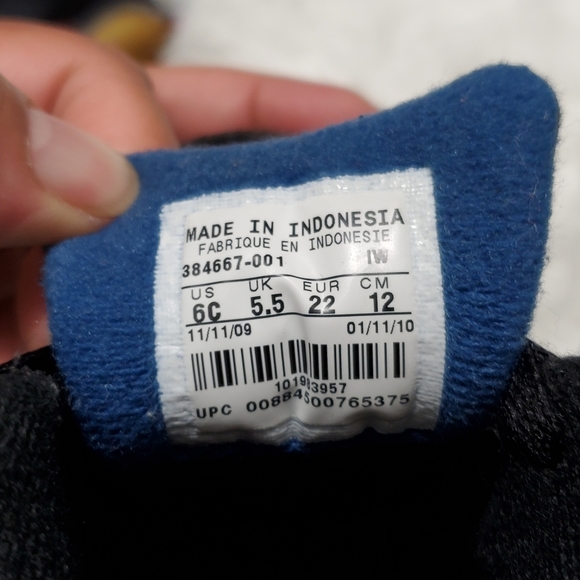 MADE IN INDONESIA
FABRIQUE EN INDONESIE
384667-001 IW
US UK EUR CM
6C 5.5 22 12
11/11/09 01/11/10
UPC 00884500765375